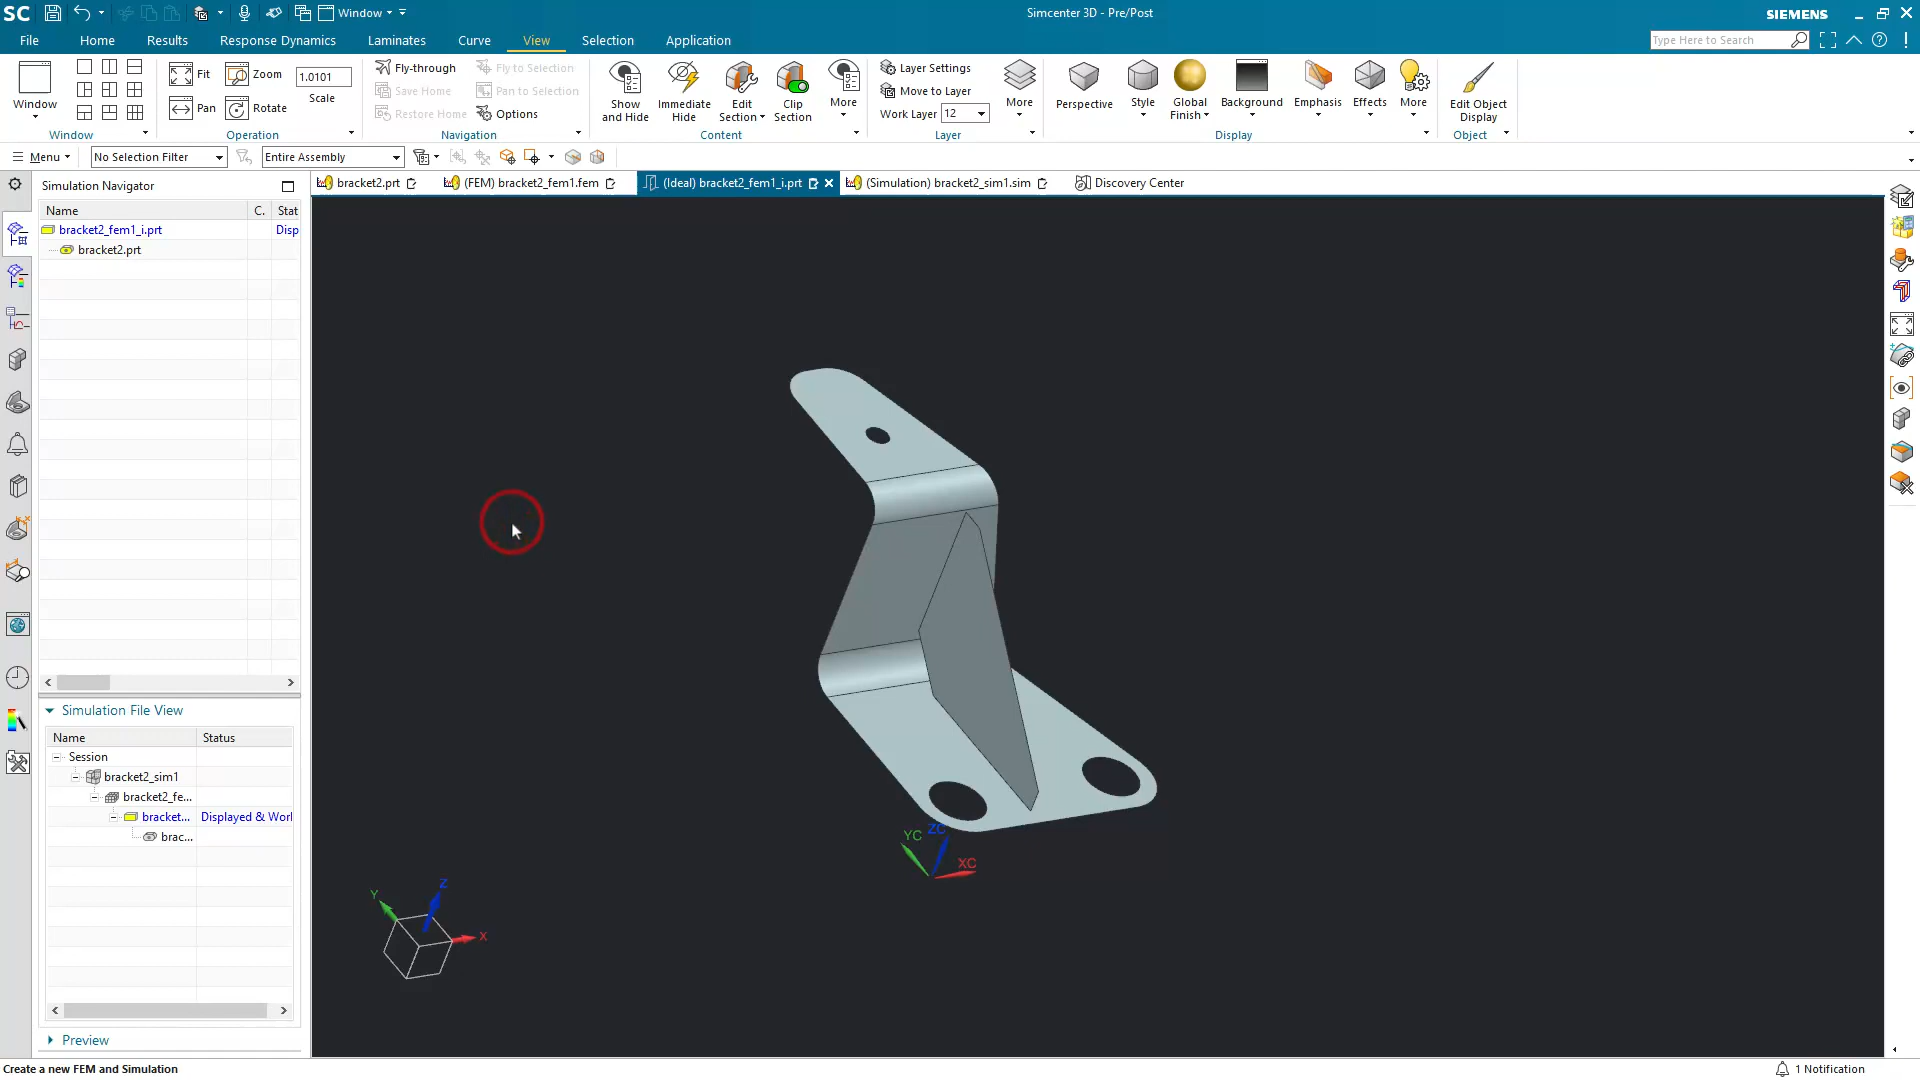 SC Window Simcenter 3D - Pre/Post SIEMENS
File Home Results Response Dynamics Laminates Curve View Selection Application Type Here to Search
Fit Zoom 1.0101 Fly-through Fly to Selection Layer Settings
Save Home Pan to Selection Move to Layer
Pan Rotate Scale Restore Home Options Work Layer 12
Window
Show and Hide
Immediate Hide
Edit Section
Clip Section
More
More
Perspective
Style
Global Finish
Background
Emphasis
Effects
More
Edit Object Display
Window Operation Navigation Content Layer Display Object
Menu No Selection Filter Entire Assembly
Simulation Navigator
bracket2.prt (FEM) bracket2_fem1.fem (Ideal) bracket2_fem1_i.prt (Simulation) bracket2_sim1.sim Discovery Center
Name C. Stat
bracket2_fem1_i.prt Disp
bracket2.prt
Simulation File View
Name Status
Session
bracket2_sim1
bracket2_fe...
bracket... Displayed & Worl
brac...
YC ZC
XC
Z
Y
X
Preview
Create a new FEM and Simulation 1 Notification